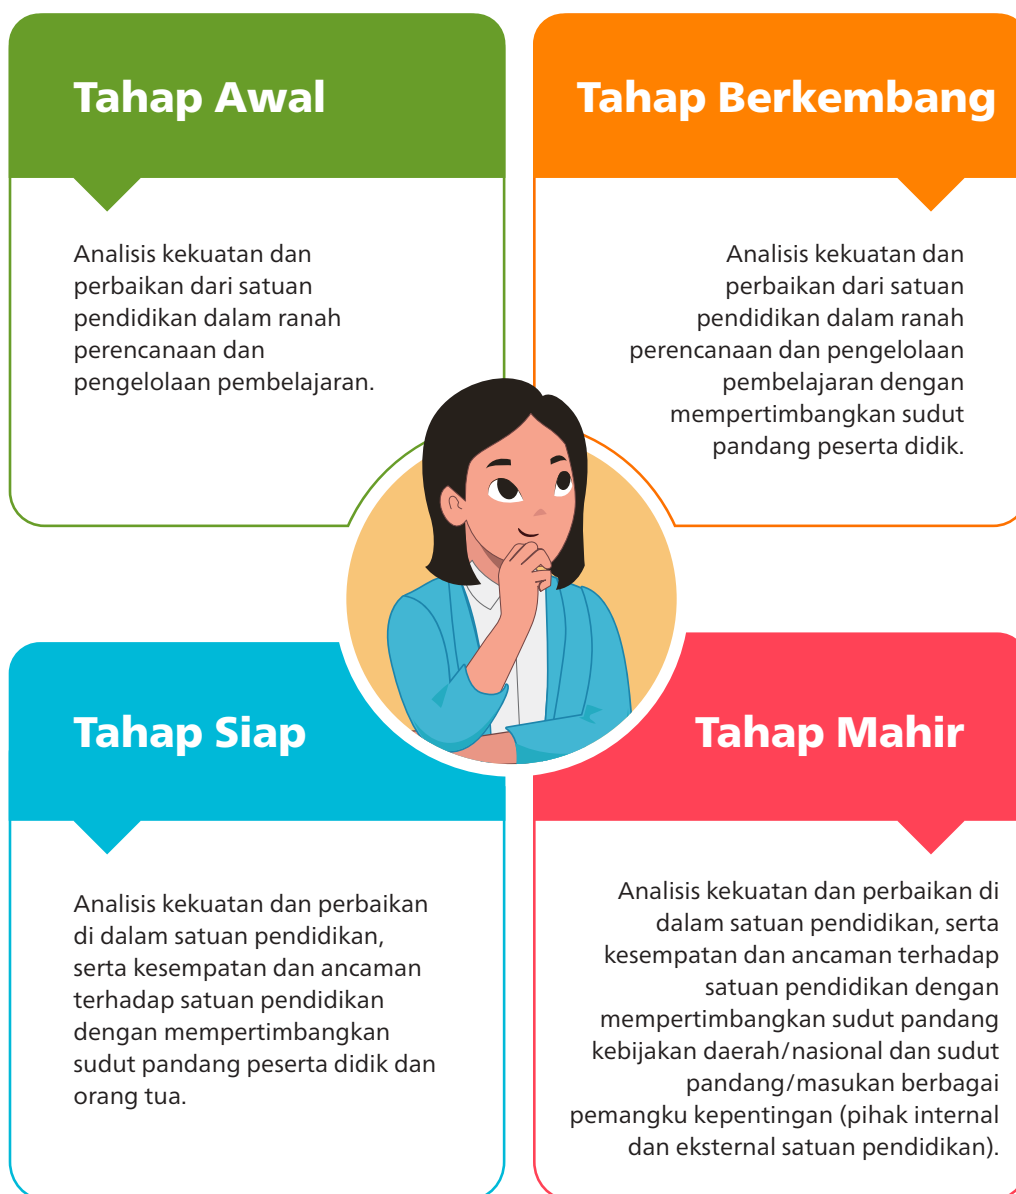 Tahap Awal
Analisis kekuatan dan
perbaikan dari satuan
pendidikan dalam ranah
perencanaan dan
pengelolaan pembelajaran.
Tahap Berkembang
Analisis kekuatan dan
perbaikan dari satuan
pendidikan dalam ranah
perencanaan dan pengelolaan
pembelajaran dengan
mempertimbangkan sudut
pandang peserta didik.
Tahap Siap
Analisis kekuatan dan perbaikan
di dalam satuan pendidikan,
serta kesempatan dan ancaman
terhadap satuan pendidikan
dengan mempertimbangkan
sudut pandang peserta didik dan
orang tua.
Tahap Mahir
Analisis kekuatan dan perbaikan di
dalam satuan pendidikan, serta
kesempatan dan ancaman terhadap
satuan pendidikan dengan
mempertimbangkan sudut pandang
kebijakan daerah/nasional dan sudut
pandang/masukan berbagai
pemangku kepentingan (pihak internal
dan eksternal satuan pendidikan).